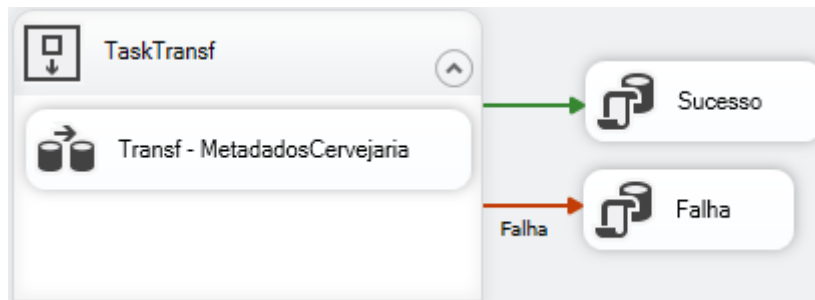 TaskTransf
Transf - MetadadosCervejaria
Sucesso
Falha
Falha